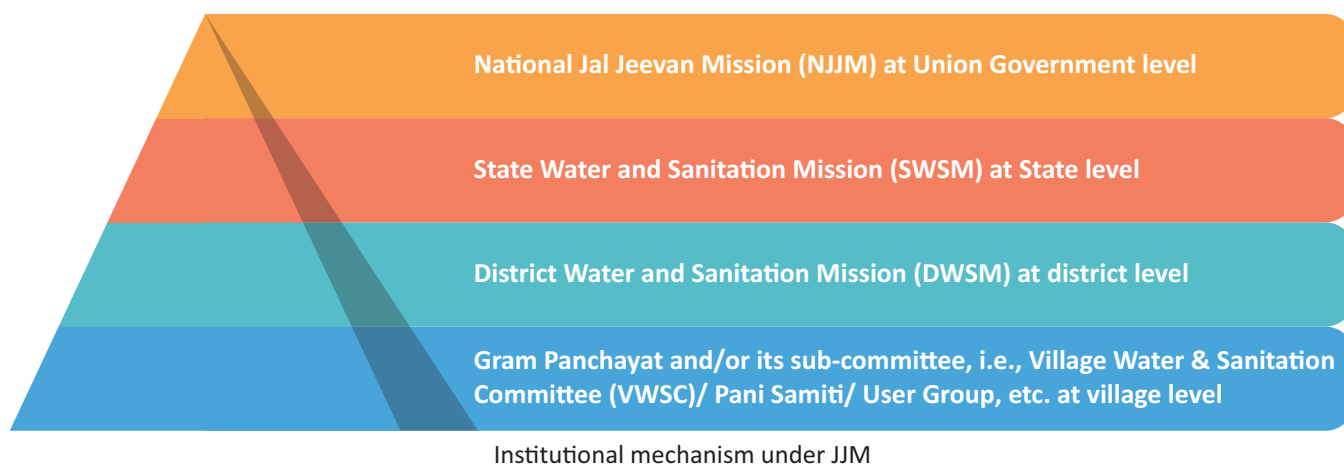 National Jal Jeevan Mission (NJJM) at Union Government level
State Water and Sanitation Mission (SWSM) at State level
District Water and Sanitation Mission (DWSM) at district level
Gram Panchayat and/or its sub-committee, i.e., Village Water & Sanitation
Committee (VWSC)/ Pani Samiti/ User Group, etc. at village level
Institutional mechanism under JJM